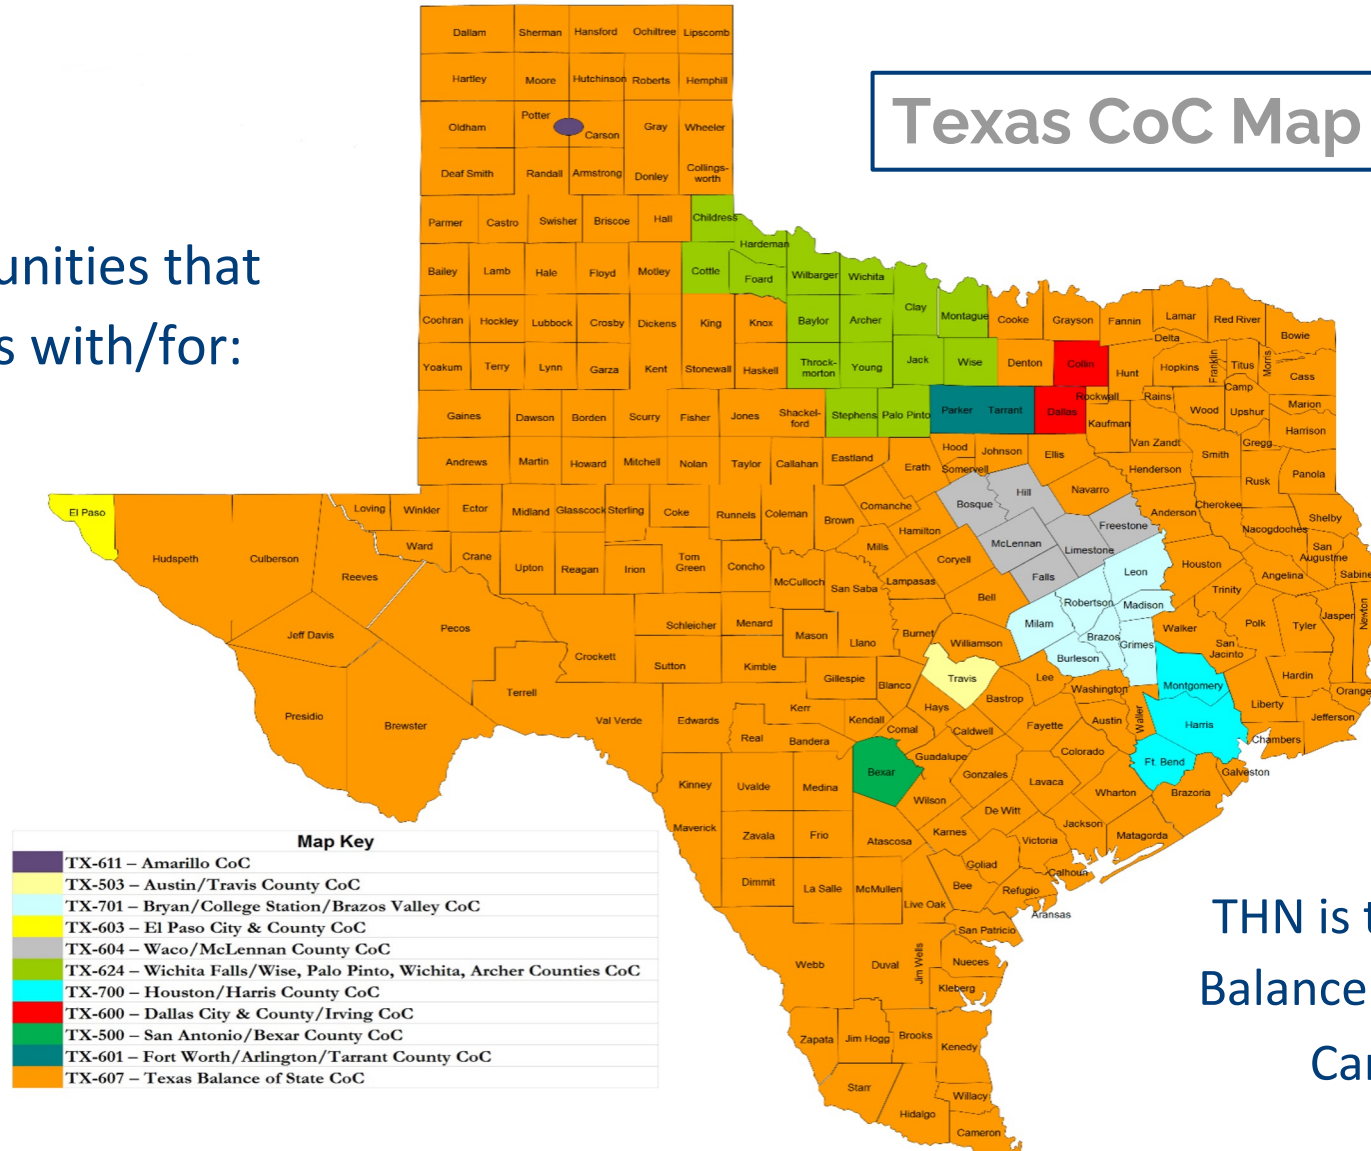 Texas CoC Map
unities that
s with/for:
Dallam Sherman Hansford Ochiltree Lipscomb
Hartley Moore Hutchinson Roberts Hemphill
Oldham Potter Carson Gray Wheeler
Deaf Smith Randall Armstrong Donley Collings-
worth
Parmer Castro Swisher Briscoe Hall Childress
Hardeman
Bailey Lamb Hale Floyd Motley Cottle Foard Wilbarger Wichita
Clay Montague
Cochran Hockley Lubbock Crosby Dickens King Knox Baylor Archer Cooke Grayson Fannin Lamar Red River Bowie
Delta
Yoakum Terry Lynn Garza Kent Stonewall Haskell Throck-
morton Young Jack Wise Denton Collin Hunt Hopkins Franklin Titus Morris Cass
Camp
Gaines Dawson Borden Scurry Fisher Jones Shackel-
ford Stephens Palo Pinto Parker Tarrant Dallas Rockwall Kaufman Rains Wood Upshur Marion
Harrison
Van Zandt Gregg
Andrews Martin Howard Mitchell Nolan Taylor Callahan Eastland Erath Hood Somervell Johnson Ellis Henderson Smith Rusk Panola
El Paso Hudspeth Culberson Reeves Loving Winkler Ector Midland Glasscock Sterling Coke Runnels Coleman Brown Comanche Bosque Hill Navarro Anderson Cherokee Shelby
Ward Crane Upton Reagan Irion Tom
Green Concho McCulloch San Saba Mills Hamilton Coryell McLennan Limestone Freestone Nacogdoches San
Augustine Sabine
Falls Leon Houston Angelina
Lampasas Bell Robertson Madison Trinity
Jeff Davis Pecos Schleicher Menard Mason Llano Burnet Williamson Milam Brazos Grimes Walker San
Jacinto Polk Tyler Jasper Newton
Crockett Sutton Kimble Gillespie Blanco Travis Lee Burleson Washington Montgomery Hardin Orange
Presidio Brewster Terrell Val Verde Edwards Kerr Kendall Hays Bastrop Fayette Austin Waller Harris Liberty Jefferson
Real Bandera Comal Caldwell Colorado Ft. Bend Chambers
Kinney Uvalde Medina Bexar Guadalupe Gonzales Lavaca Wharton Brazoria Galveston
Maverick Zavala Frio Atascosa Wilson Karnes De Witt Victoria Jackson Matagorda
Dimmit La Salle McMullen Live Oak Bee Goliad Refugio Calhoun
Aransas
San Patricio
Webb Duval Jim Wells Nueces
Kleberg
Zapata Jim Hogg Brooks Kenedy
Starr Hidalgo Willacy
Cameron
Map Key
TX-611 – Amarillo CoC
TX-503 – Austin/Travis County CoC
TX-701 – Bryan/College Station/Brazos Valley CoC
TX-603 – El Paso City & County CoC
TX-604 – Waco/McLennan County CoC
TX-624 – Wichita Falls/Wise, Palo Pinto, Wichita, Archer Counties CoC
TX-700 – Houston/Harris County CoC
TX-600 – Dallas City & County/Irving CoC
TX-500 – San Antonio/Bexar County CoC
TX-601 – Fort Worth/Arlington/Tarrant County CoC
TX-607 – Texas Balance of State CoC
THN is t
Balance
Car